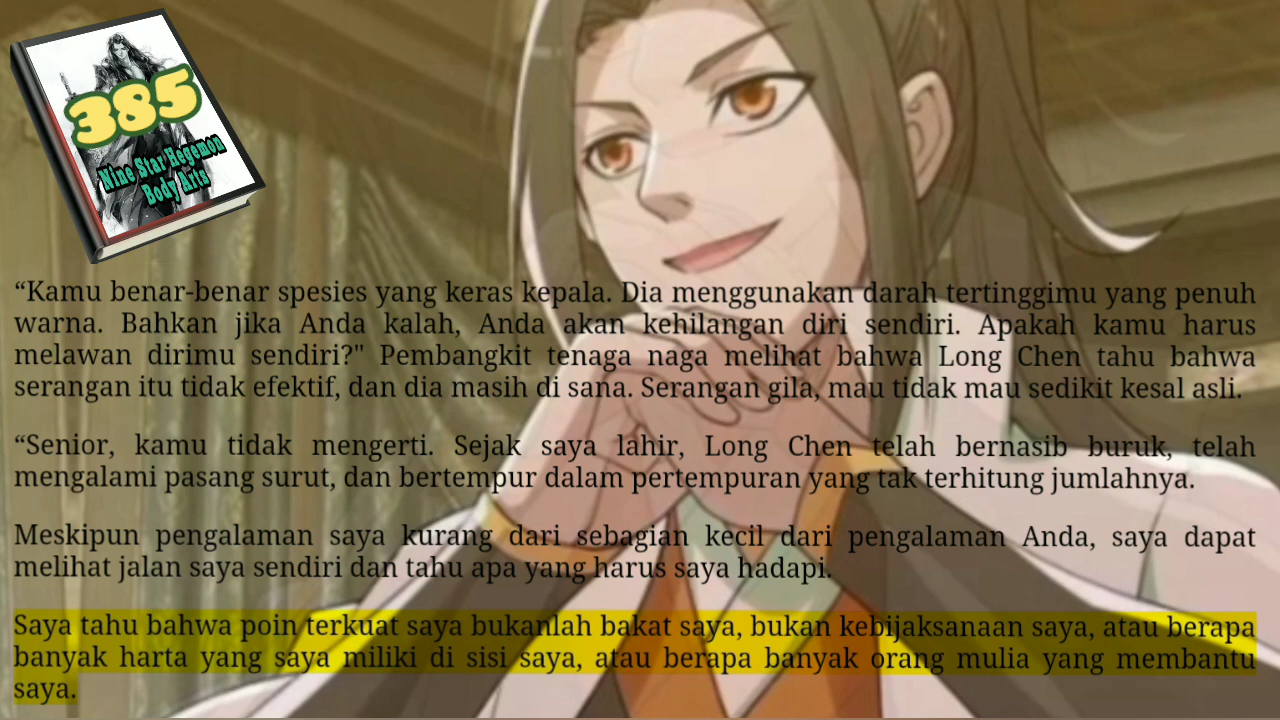 385
Nine Star Hegemon
Body Arts
“Kamu benar-benar spesies yang keras kepala. Dia menggunakan darah tertinggimu yang penuh
warna. Bahkan jika Anda kalah, Anda akan kehilangan diri sendiri. Apakah kamu harus
melawan dirimu sendiri?" Pembangkit tenaga naga melihat bahwa Long Chen tahu bahwa
serangan itu tidak efektif, dan dia masih di sana. Serangan gila, mau tidak mau sedikit kesal asli.
“Senior, kamu tidak mengerti. Sejak saya lahir, Long Chen telah bernasib buruk, telah
mengalami pasang surut, dan bertempur dalam pertempuran yang tak terhitung jumlahnya.
Meskipun pengalaman saya kurang dari sebagian kecil dari pengalaman Anda, saya dapat
melihat jalan saya sendiri dan tahu apa yang harus saya hadapi.
Saya tahu bahwa poin terkuat saya bukanlah bakat saya, bukan kebijaksanaan saya, atau berapa
banyak harta yang saya miliki di sisi saya, atau berapa banyak orang mulia yang membantu
saya.